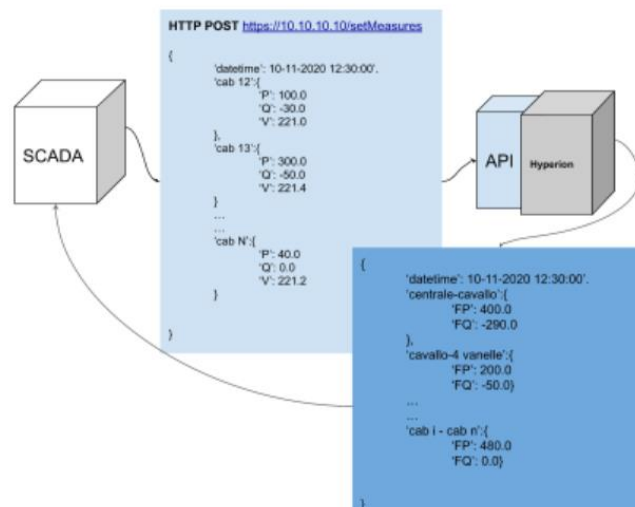 HTTP POST https://10.10.10.10/setMeasures
{
'datetime': 10-11-2020 12:30:00'.
'cab 12':{
'P': 100.0
'Q': -30.0
'V': 221.0
},
'cab 13':{
'P': 300.0
'Q': -50.0
'V': 221.4
}
...
...
'cab N':{
'P': 40.0
'Q': 0.0
'V': 221.2
}
}
SCADA
API
Hyperion
{
'datetime': 10-11-2020 12:30:00'.
'centrale-cavallo':{
'FP': 400.0
'FQ': -290.0
},
'cavallo-4 vanelle':{
'FP': 200.0
'FQ': -50.0}
...
...
'cab i - cab n':{
'FP': 480.0
'FQ': 0.0}
}